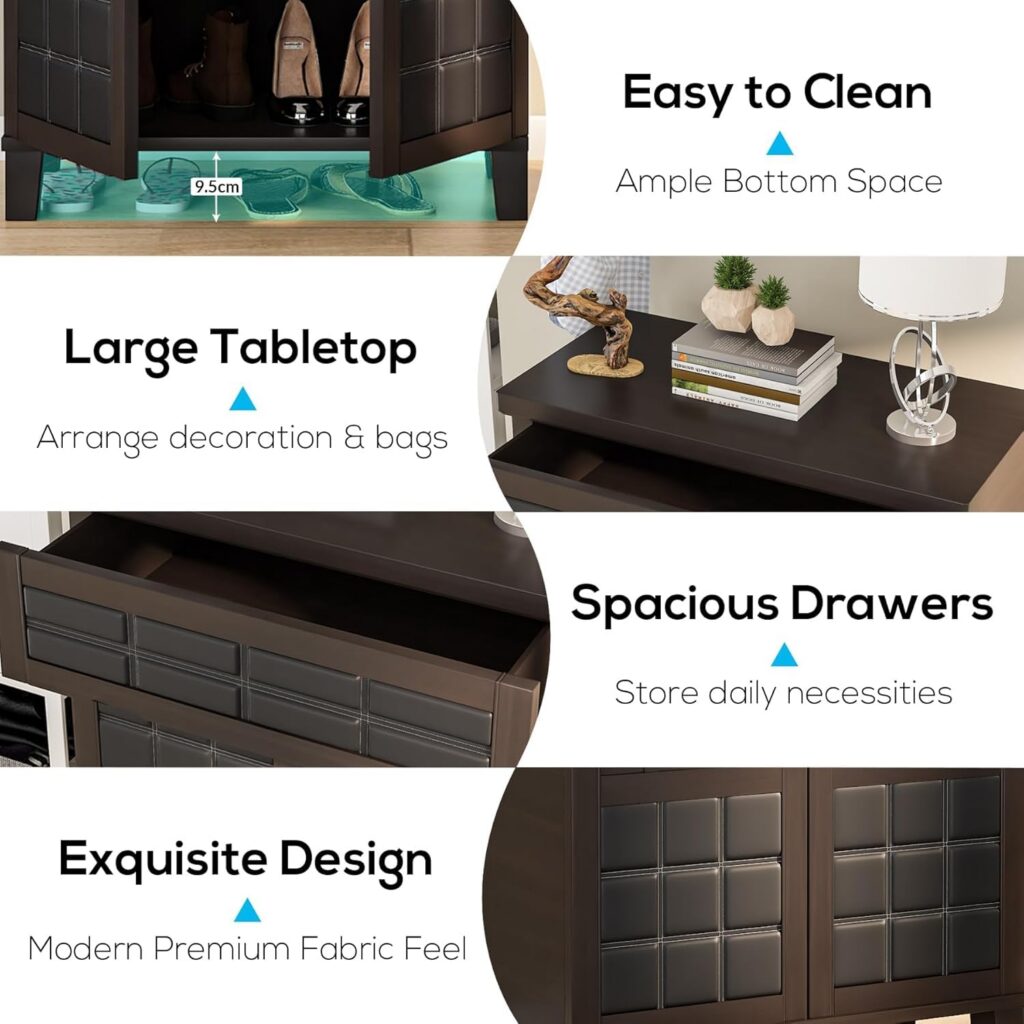 Easy to Clean
Ample Bottom Space
9.5cm
Large Tabletop
Arrange decoration & bags
Spacious Drawers
Store daily necessities
Exquisite Design
Modern Premium Fabric Feel